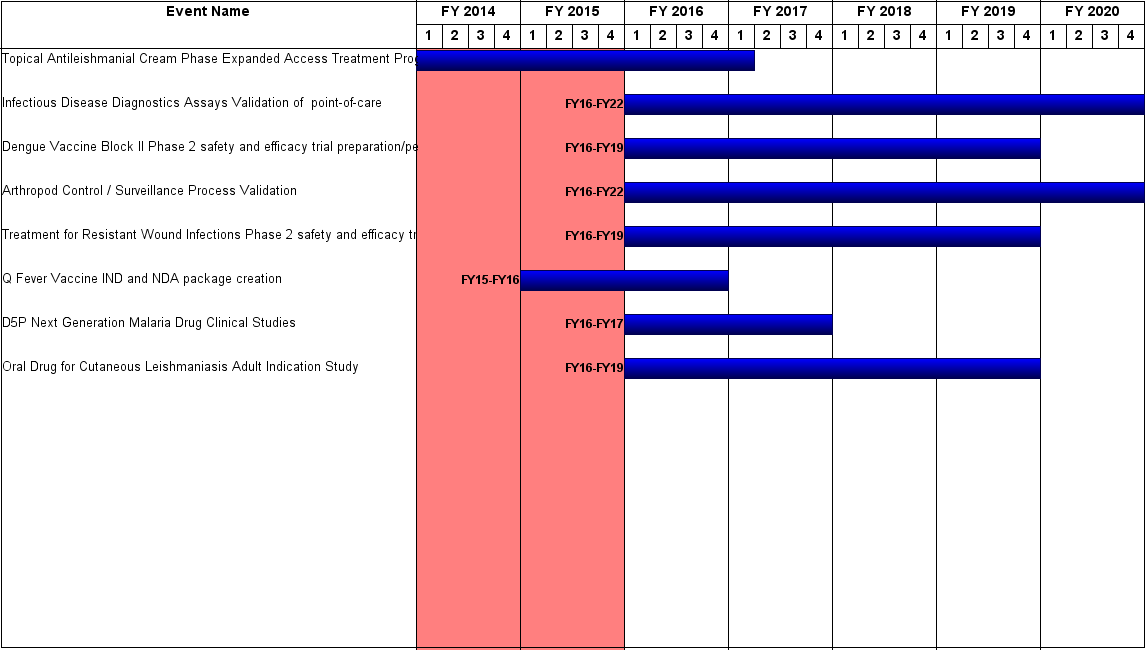 Event Name FY 2014 FY 2015 FY 2016 FY 2017 FY 2018 FY 2019 FY 2020
1 2 3 4 1 2 3 4 1 2 3 4 1 2 3 4 1 2 3 4 1 2 3 4 1 2 3 4
Topical Antileishmanial Cream Phase Expanded Access Treatment Prog
Infectious Disease Diagnostics Assays Validation of point-of-care FY16-FY22
Dengue Vaccine Block II Phase 2 safety and efficacy trial preparation/pe FY16-FY19
Arthropod Control / Surveillance Process Validation FY16-FY22
Treatment for Resistant Wound Infections Phase 2 safety and efficacy tr FY16-FY19
Q Fever Vaccine IND and NDA package creation FY15-FY16
D5P Next Generation Malaria Drug Clinical Studies FY16-FY17
Oral Drug for Cutaneous Leishmaniasis Adult Indication Study FY16-FY19